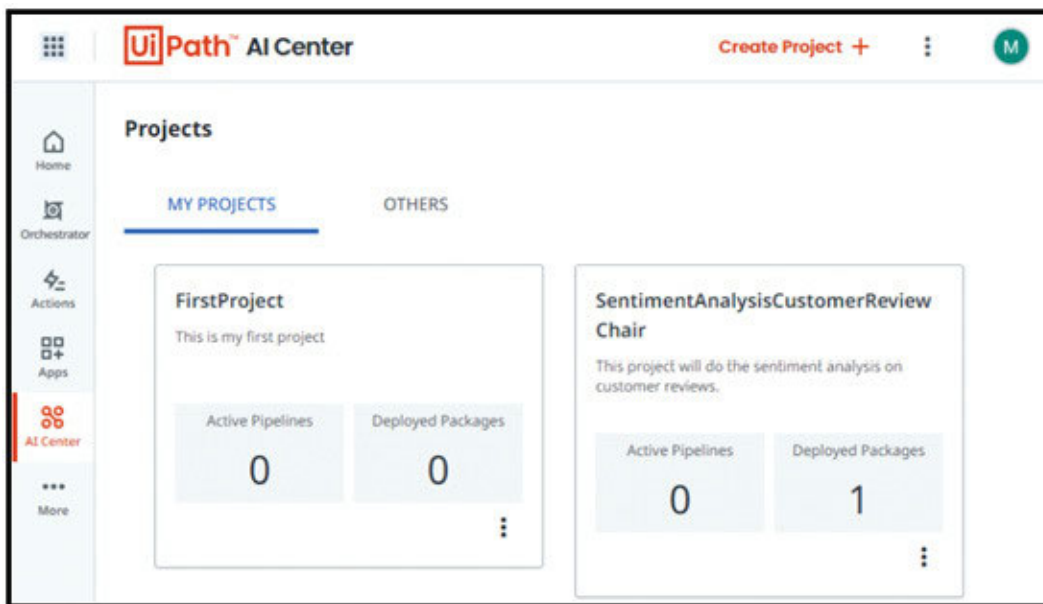 UiPath™ AI Center
Create Project +
M
Home
Orchestrator
Actions
Apps
AI Center
More
Projects
MY PROJECTS
OTHERS
FirstProject
This is my first project
Active Pipelines
0
Deployed Packages
0
SentimentAnalysisCustomerReview
Chair
This project will do the sentiment analysis on
customer reviews.
Active Pipelines
0
Deployed Packages
1